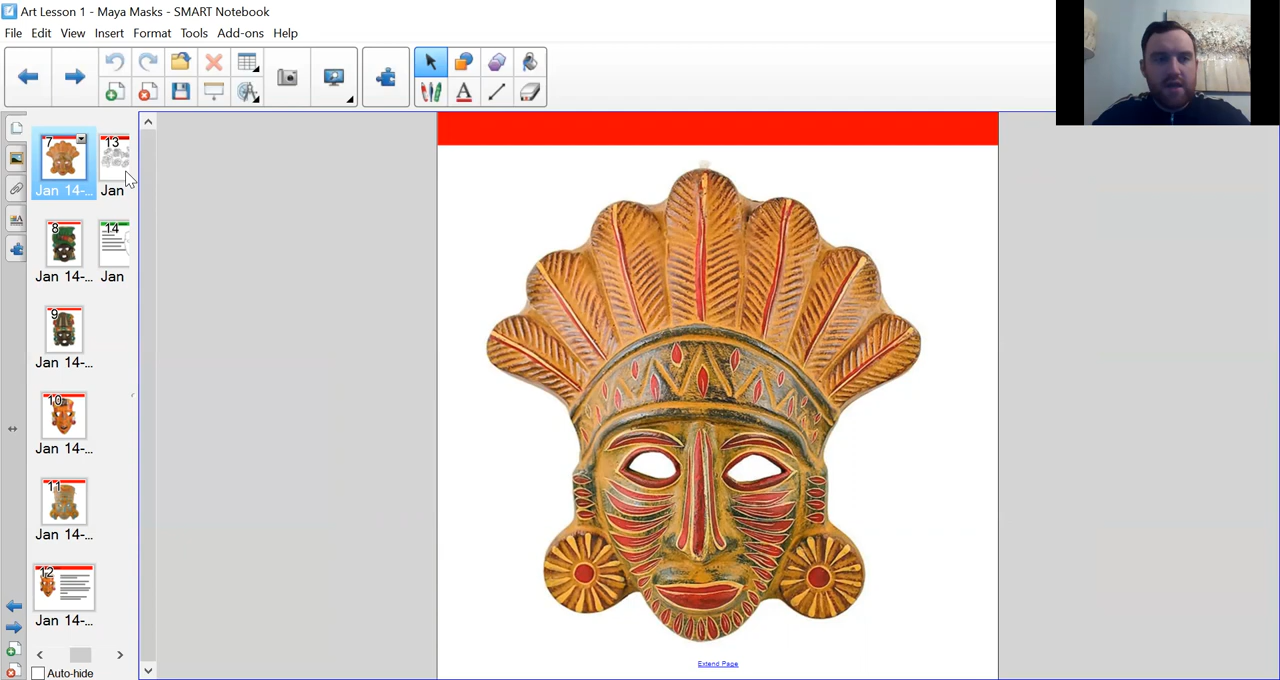 Art Lesson 1 - Maya Masks - SMART Notebook
File Edit View Insert Format Tools Add-ons Help
7 13
Jan 14-... Jan
8 14
Jan 14-... Jan
9
Jan 14-...
10
Jan 14-...
11
Jan 14-...
12
Jan 14-...
Auto-hide
Extend Page